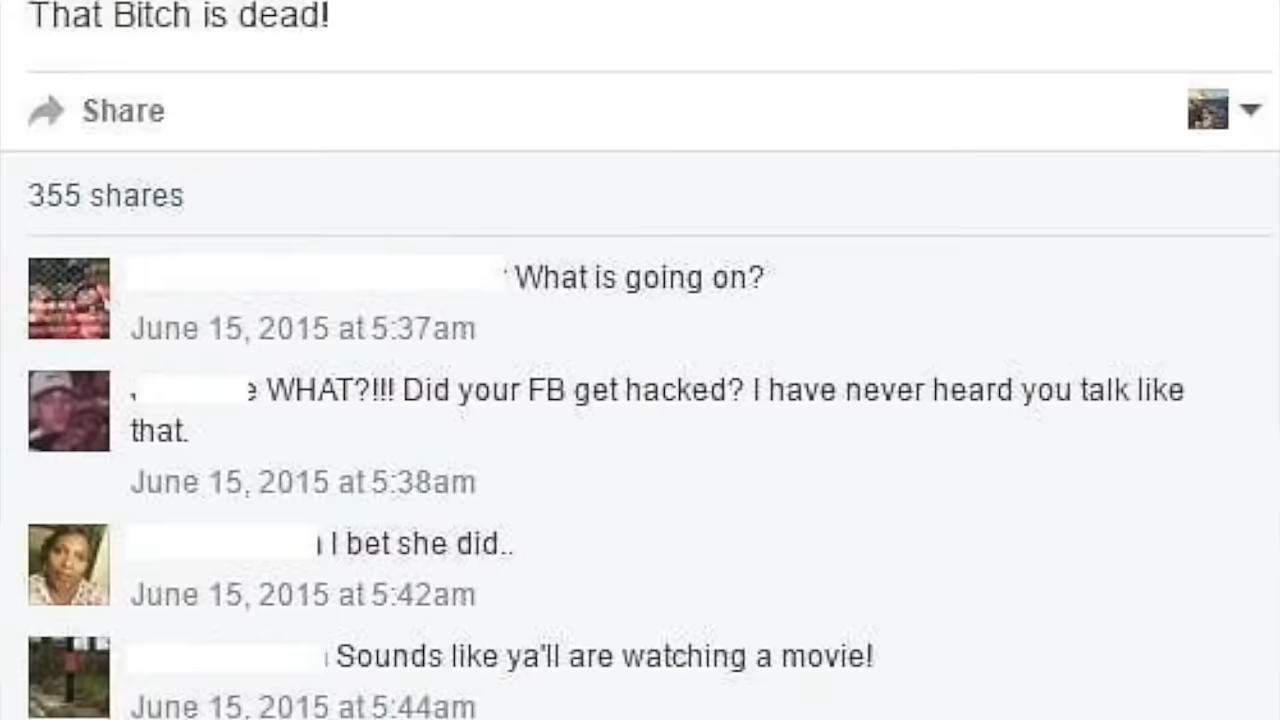 That Bitch is dead!
Share
355 shares
What is going on?
June 15, 2015 at 5:37am
WHAT?!!! Did your FB get hacked? I have never heard you talk like
that.
June 15, 2015 at 5:38am
I bet she did..
June 15, 2015 at 5:42am
Sounds like ya'll are watching a movie!
June 15, 2015 at 5:44am